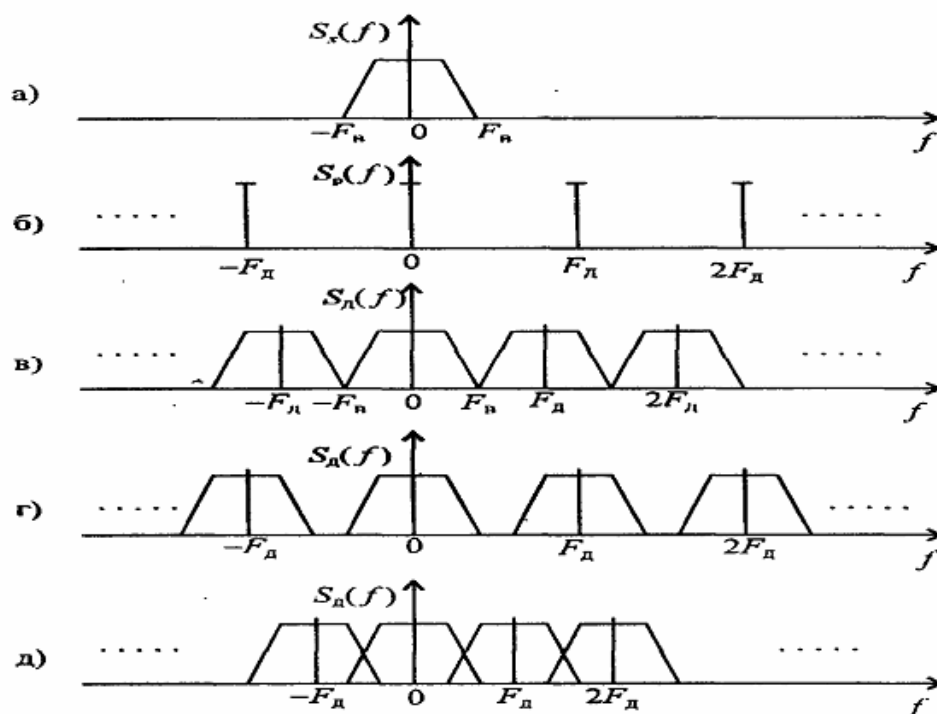 а)
Sₓ(f)
−Fв 0 Fв f
б)
Sр(f)
. . . . .
. . . . .
−Fд 0 Fд 2Fд f
в)
Sд(f)
. . . . .
. . . . .
−Fд −Fв 0 Fв Fд 2Fд f
г)
Sд(f)
. . . . .
. . . . .
−Fд 0 Fд 2Fд f
д)
Sд(f)
. . . . .
. . . . .
−Fд 0 Fд 2Fд f